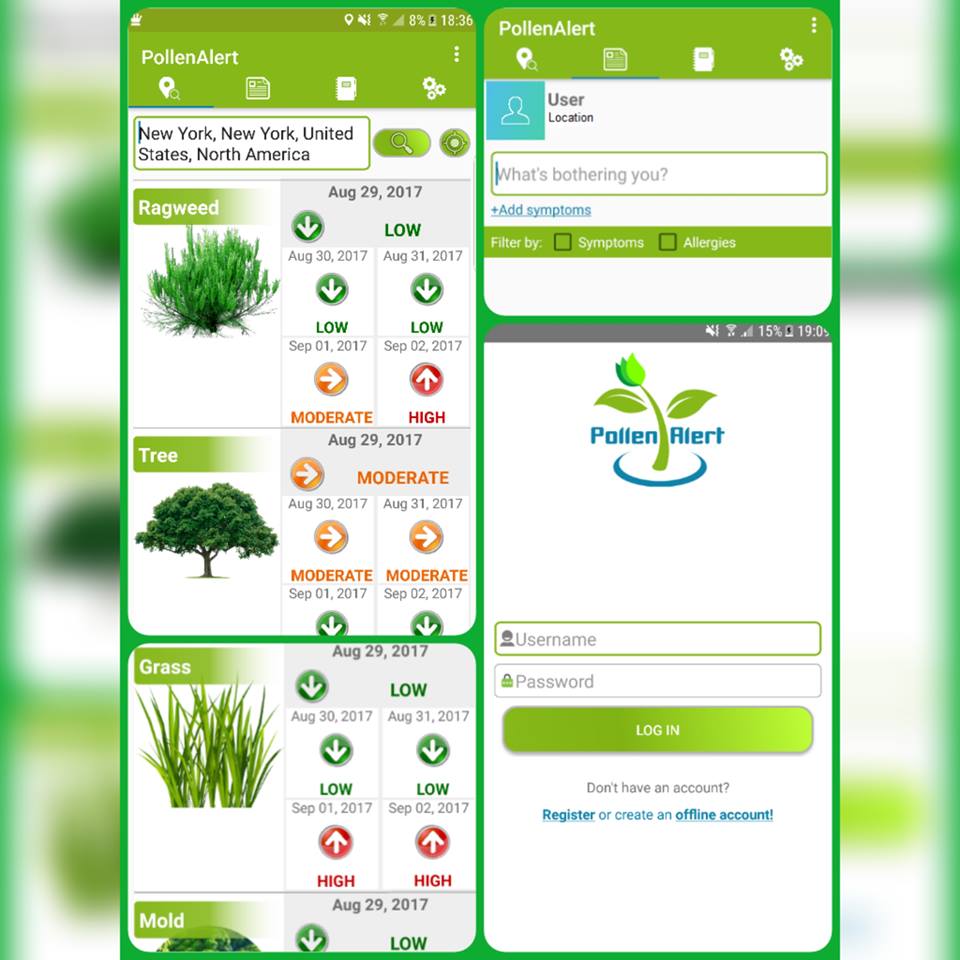 8% 18:36
PollenAlert
New York, New York, United
States, North America
Ragweed
Aug 29, 2017
LOW
Aug 30, 2017 Aug 31, 2017
LOW LOW
Sep 01, 2017 Sep 02, 2017
MODERATE HIGH
Tree
Aug 29, 2017
MODERATE
Aug 30, 2017 Aug 31, 2017
MODERATE MODERATE
Sep 01, 2017 Sep 02, 2017
Grass
Aug 29, 2017
LOW
Aug 30, 2017 Aug 31, 2017
LOW LOW
Sep 01, 2017 Sep 02, 2017
HIGH HIGH
Mold
Aug 29, 2017
LOW
PollenAlert
User
Location
What's bothering you?
+Add symptoms
Filter by: Symptoms Allergies
15% 19:09
Pollen Alert
Username
Password
LOG IN
Don't have an account?
Register or create an offline account!